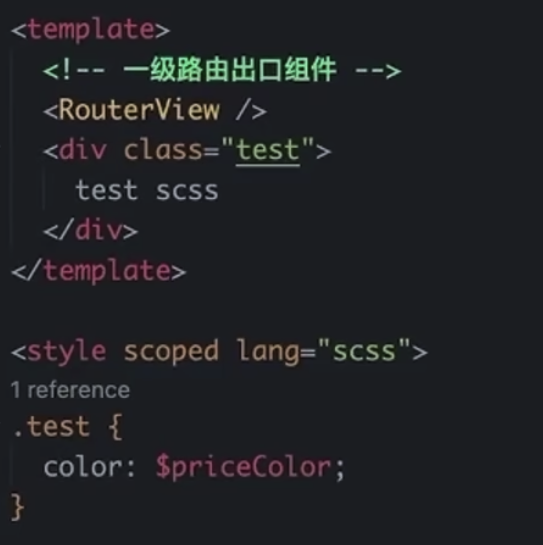 <template>
<!-- 一级路由出口组件 -->
<RouterView />
<div class="test">
test scss
</div>
</template>
<style scoped lang="scss">
1 reference
.test {
color: $priceColor;
}